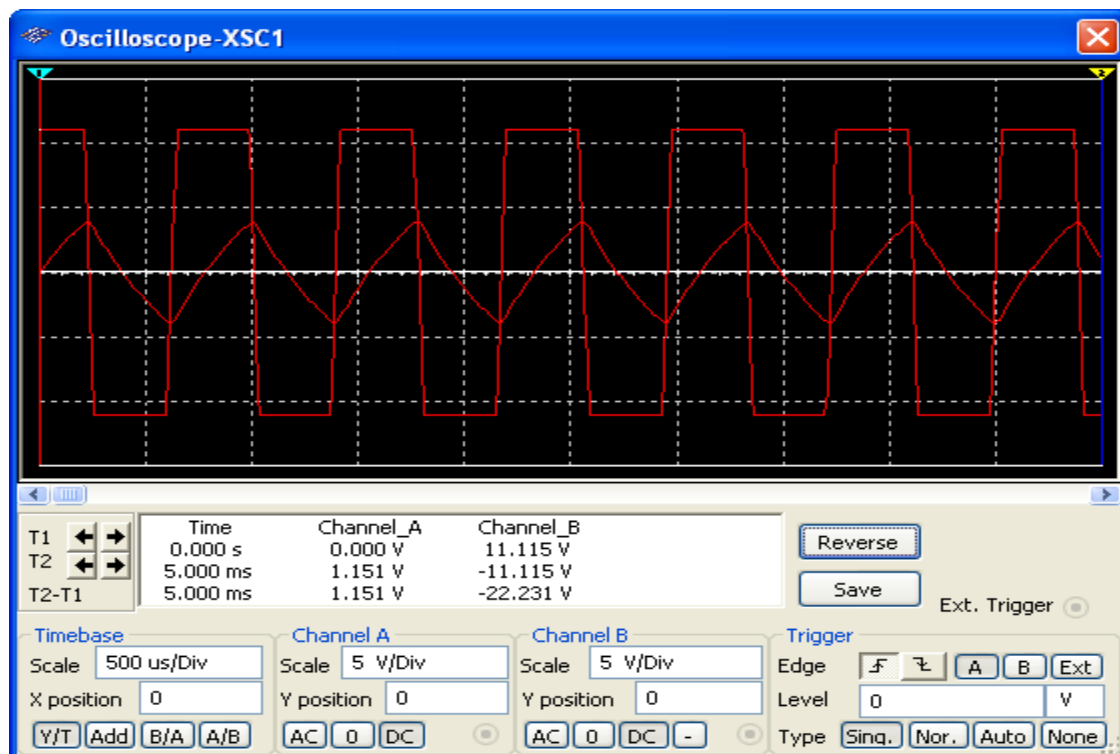 Oscilloscope-XSC1
1 2
Time Channel_A Channel_B
T1 0.000 s 0.000 V 11.115 V
T2 5.000 ms 1.151 V -11.115 V
T2-T1 5.000 ms 1.151 V -22.231 V
Reverse
Save
Ext. Trigger
Timebase
Scale 500 us/Div
X position 0
Y/T Add B/A A/B
Channel A
Scale 5 V/Div
Y position 0
AC 0 DC
Channel B
Scale 5 V/Div
Y position 0
AC 0 DC -
Trigger
Edge A B Ext
Level 0 V
Type Sing. Nor. Auto None